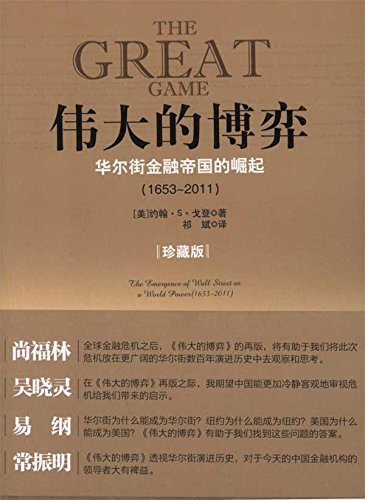 THE
GREAT
GAME
伟大的博弈
华尔街金融帝国的崛起
(1653~2011)
[美]约翰·S·戈登◎著
祁 斌◎译
珍藏版
The Emergence of Wall Street as
a World Power(1653-2011)
尚福林
全球金融危机之后，《伟大的博弈》的再版，将有助于我们将此次
危机放在更广阔的华尔街数百年演进历史中去观察和思考。
吴晓灵
在《伟大的博弈》再版之际，我期望中国能更加冷静客观地审视危
机给我们带来的启示。
易 纲
华尔街为什么能成为华尔街？纽约为什么能成为纽约？美国为什么
能成为美国？《伟大的博弈》有助于我们找到这些问题的答案。
常振明
《伟大的博弈》透视华尔街演进历史，对于今天的中国金融机构的
领导者大有裨益。